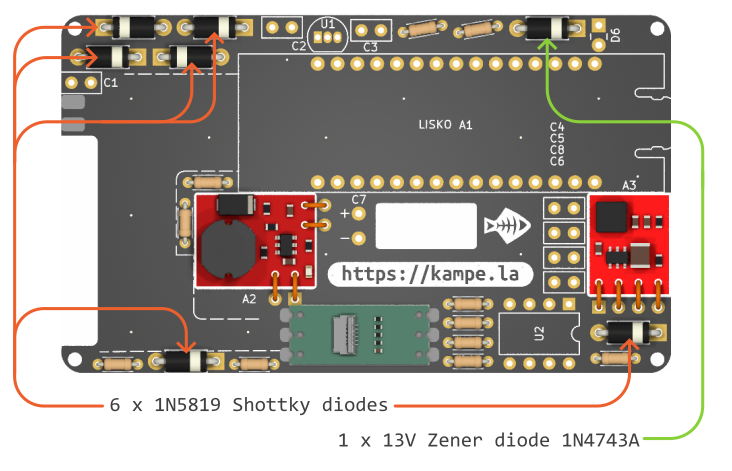 U1
C2
C3
D6
C1
LISKO A1
C4
C5
C8
C6
A3
C7
+
−
https://kampe.la
A2
U2
6 x 1N5819 Shottky diodes
1 x 13V Zener diode 1N4743A